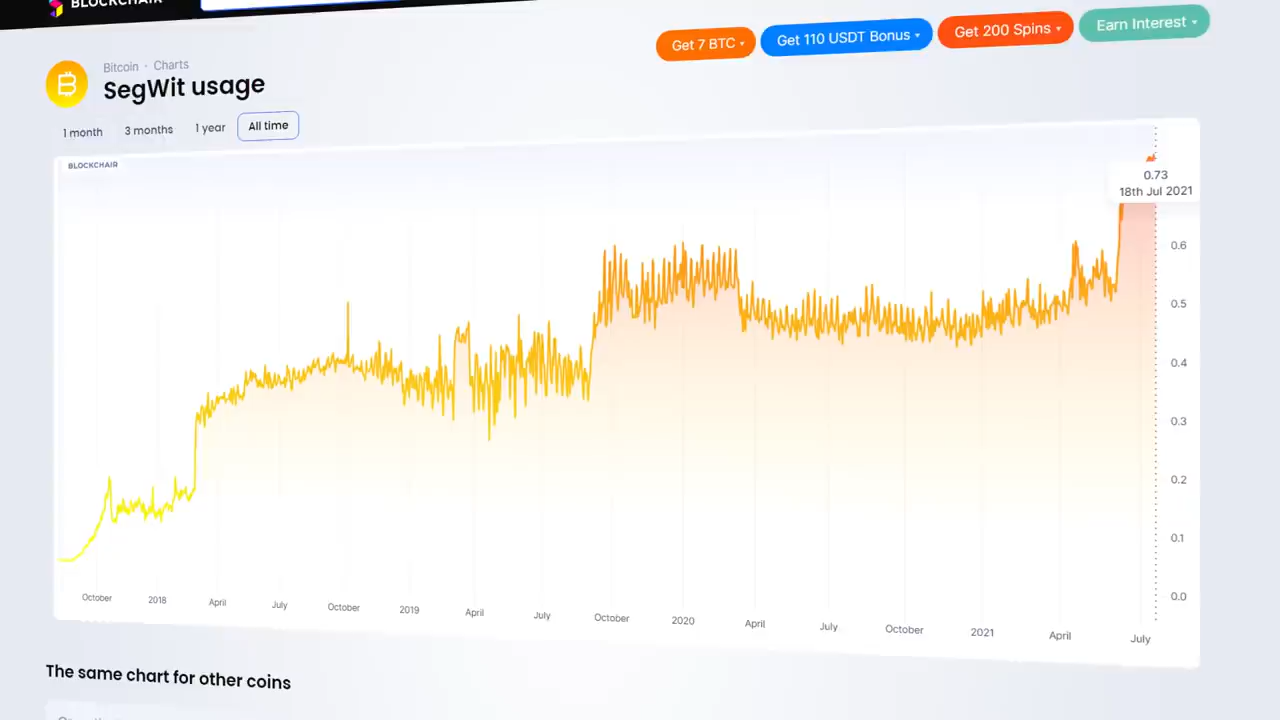 BLOCKCHAIR
Get 7 BTC
Get 110 USDT Bonus
Get 200 Spins
Earn Interest
Bitcoin · Charts
SegWit usage
1 month
3 months
1 year
All time
BLOCKCHAIR
0.73
18th Jul 2021
0.6
0.5
0.4
0.3
0.2
0.1
0.0
October
2018
April
July
October
2019
April
July
October
2020
April
July
October
2021
April
July
The same chart for other coins